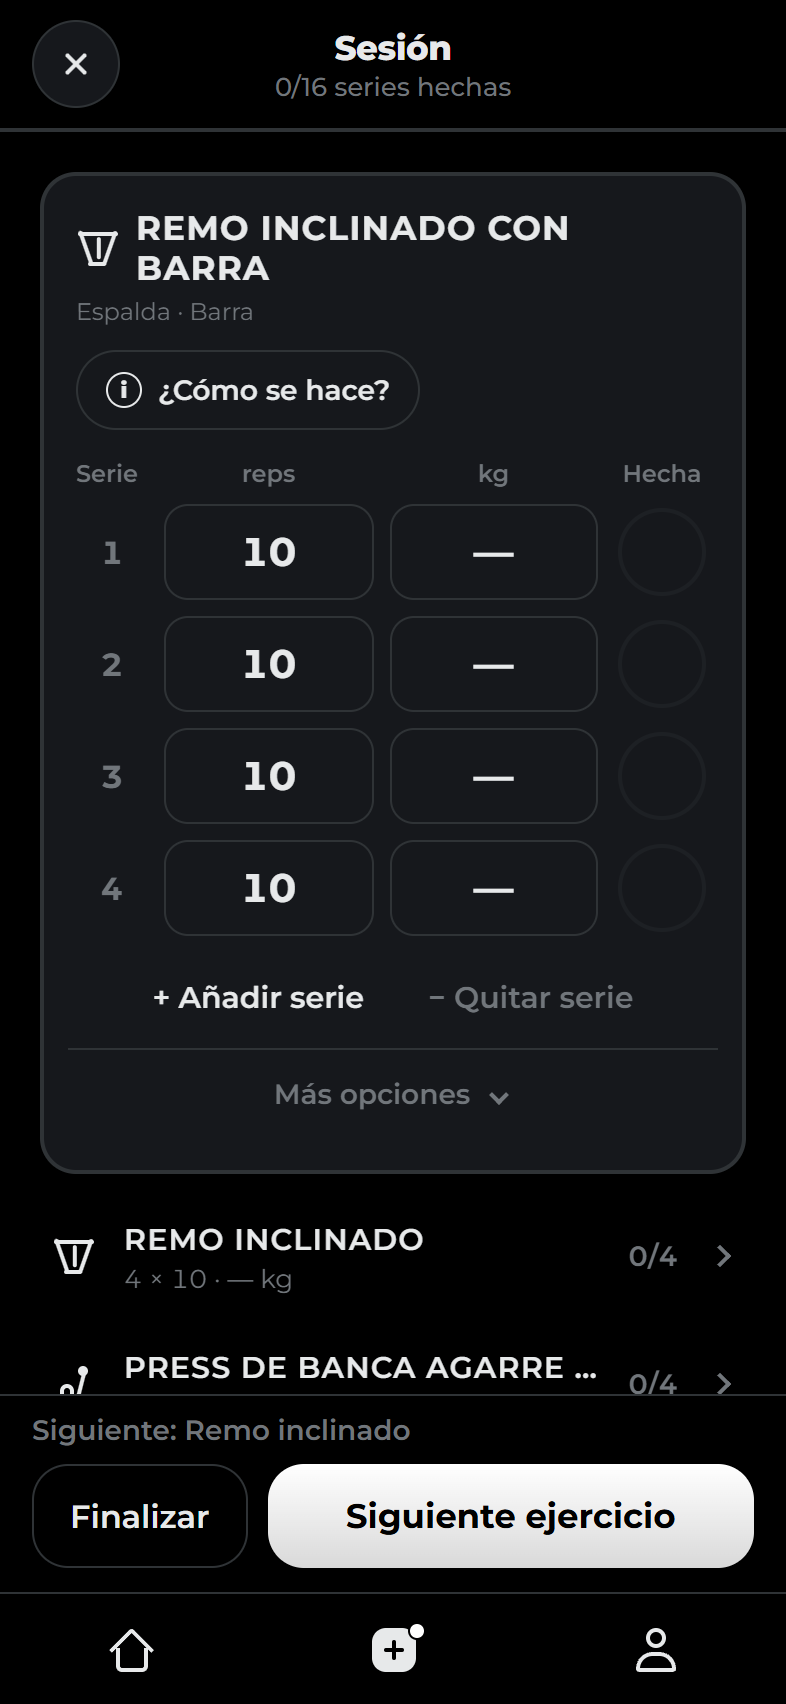 Sesión
0/16 series hechas
REMO INCLINADO CON
BARRA
Espalda · Barra
¿Cómo se hace?
Serie reps kg Hecha
1 10 —
2 10 —
3 10 —
4 10 —
+ Añadir serie − Quitar serie
Más opciones
REMO INCLINADO
4 × 10 · — kg
0/4
PRESS DE BANCA AGARRE ...
0/4
Siguiente: Remo inclinado
Finalizar
Siguiente ejercicio